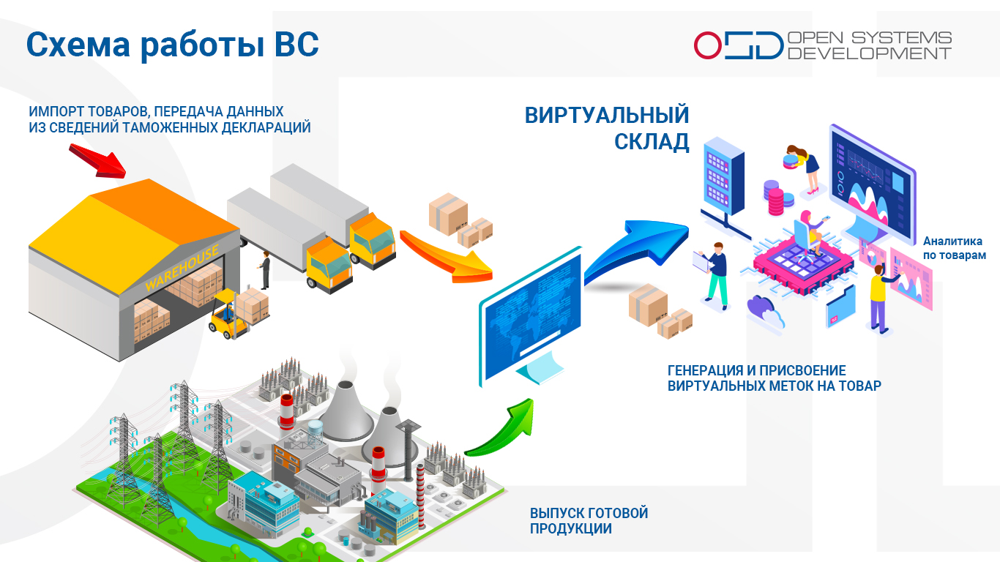 Схема работы ВС
OSD OPEN SYSTEMS
DEVELOPMENT
ИМПОРТ ТОВАРОВ, ПЕРЕДАЧА ДАННЫХ
ИЗ СВЕДЕНИЙ ТАМОЖЕННЫХ ДЕКЛАРАЦИЙ
ВИРТУАЛЬНЫЙ
СКЛАД
WAREHOUSE
Аналитика
по товарам
ГЕНЕРАЦИЯ И ПРИСВОЕНИЕ
ВИРТУАЛЬНЫХ МЕТОК НА ТОВАР
ВЫПУСК ГОТОВОЙ
ПРОДУКЦИИ